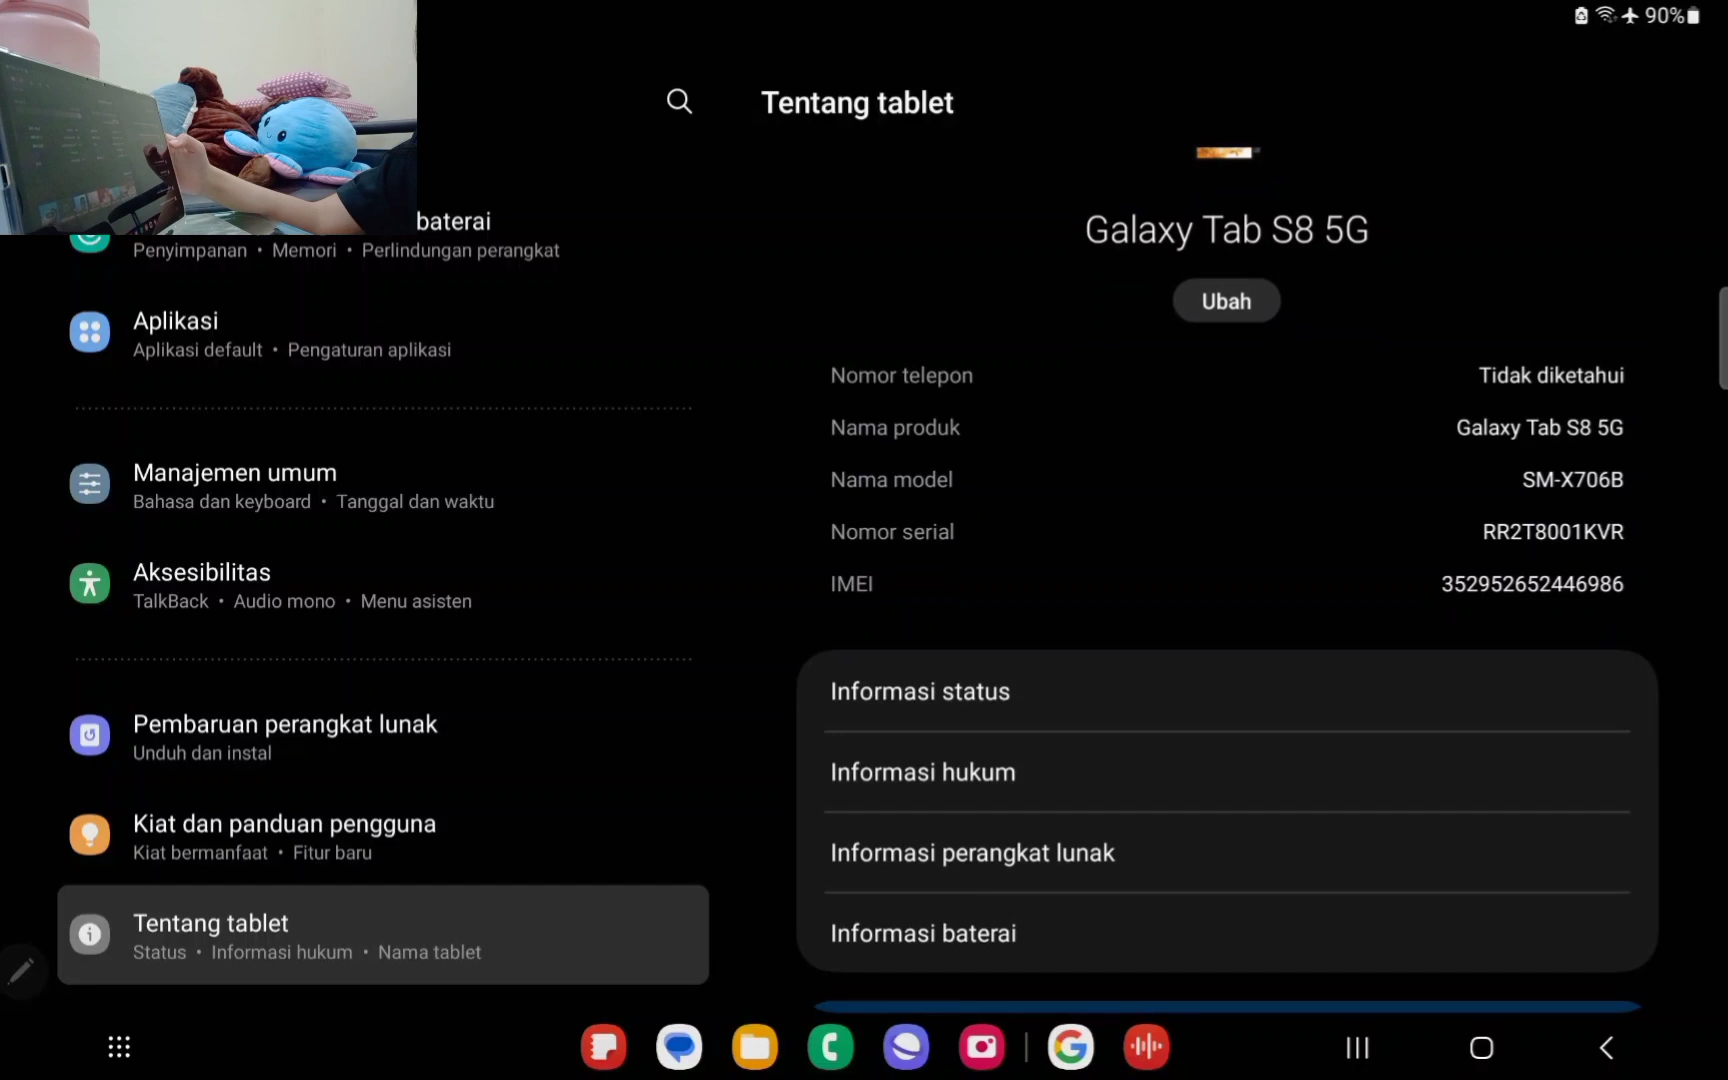 90%
Tentang tablet
baterai
Penyimpanan • Memori • Perlindungan perangkat
Aplikasi
Aplikasi default • Pengaturan aplikasi
Manajemen umum
Bahasa dan keyboard • Tanggal dan waktu
Aksesibilitas
TalkBack • Audio mono • Menu asisten
Pembaruan perangkat lunak
Unduh dan instal
Kiat dan panduan pengguna
Kiat bermanfaat • Fitur baru
Tentang tablet
Status • Informasi hukum • Nama tablet
Galaxy Tab S8 5G
Ubah
Nomor telepon Tidak diketahui
Nama produk Galaxy Tab S8 5G
Nama model SM-X706B
Nomor serial RR2T8001KVR
IMEI 352952652446986
Informasi status
Informasi hukum
Informasi perangkat lunak
Informasi baterai